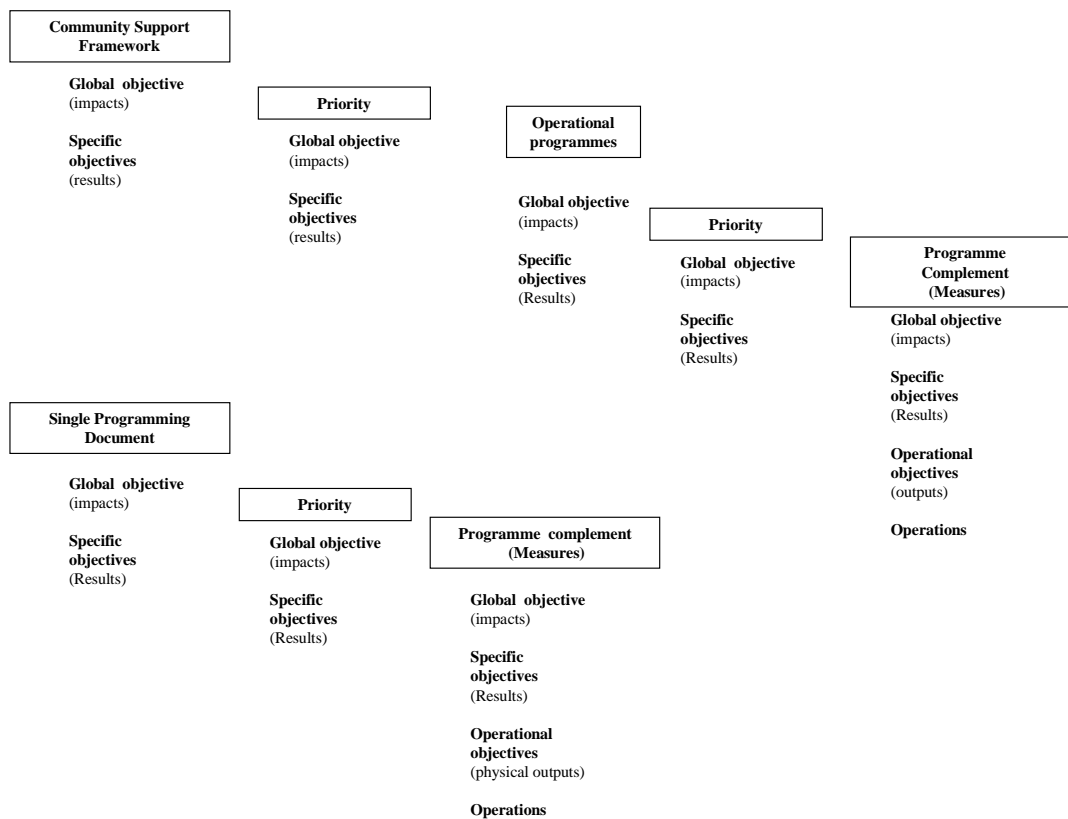 Community Support
Framework
Global objective
(impacts)
Specific
objectives
(results)
Priority
Global objective
(impacts)
Specific
objectives
(results)
Operational
programmes
Global objective
(impacts)
Specific
objectives
(Results)
Priority
Global objective
(impacts)
Specific
objectives
(Results)
Programme
Complement
(Measures)
Global objective
(impacts)
Specific
objectives
(Results)
Operational
objectives
(outputs)
Operations
Single Programming
Document
Global objective
(impacts)
Specific
objectives
(Results)
Priority
Global objective
(impacts)
Specific
objectives
(Results)
Programme complement
(Measures)
Global objective
(impacts)
Specific
objectives
(Results)
Operational
objectives
(physical outputs)
Operations